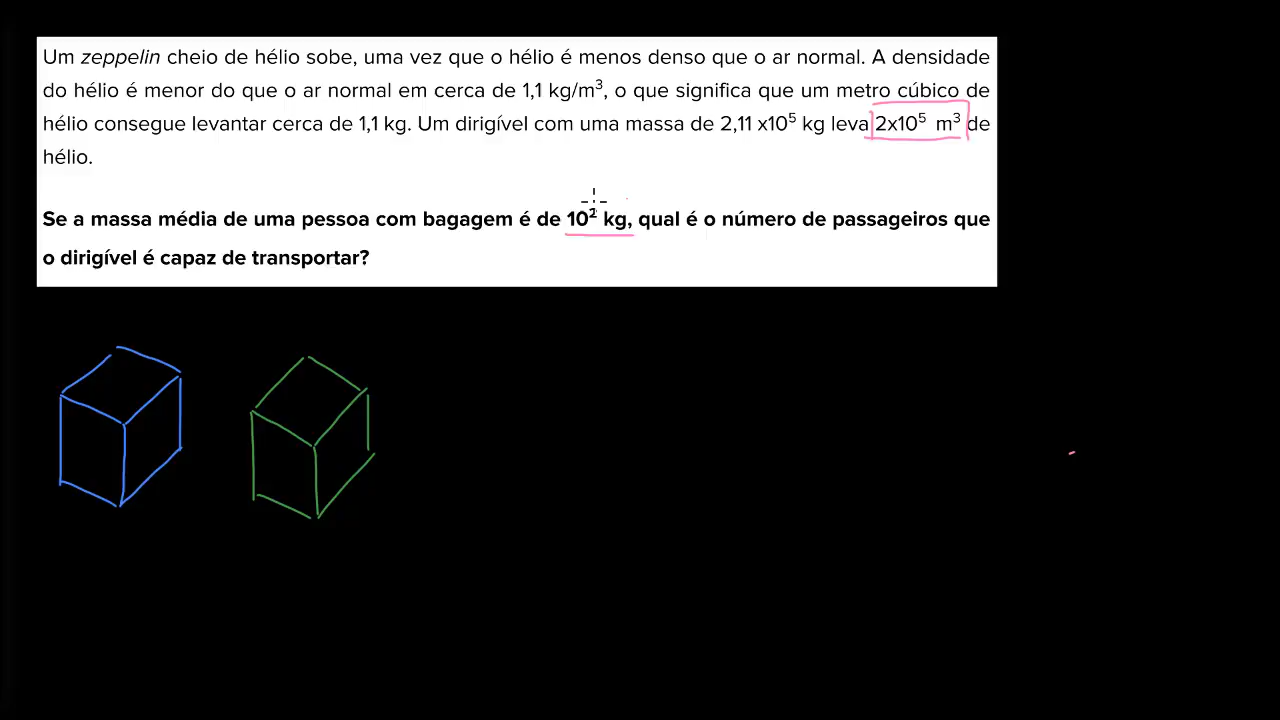 Um zeppelin cheio de hélio sobe, uma vez que o hélio é menos denso que o ar normal. A densidade
do hélio é menor do que o ar normal em cerca de 1,1 kg/m³, o que significa que um metro cúbico de
hélio consegue levantar cerca de 1,1 kg. Um dirigível com uma massa de 2,11 x10⁵ kg leva 2x10⁵ m³ de
hélio.
Se a massa média de uma pessoa com bagagem é de 10² kg, qual é o número de passageiros que
o dirigível é capaz de transportar?